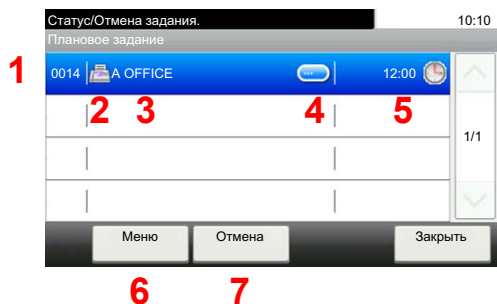 Статус/Отмена задания. 10:10
Плановое задание
1 0014 A OFFICE 12:00
2 3 4 5
1/1
Меню Отмена Закрыть
6 7